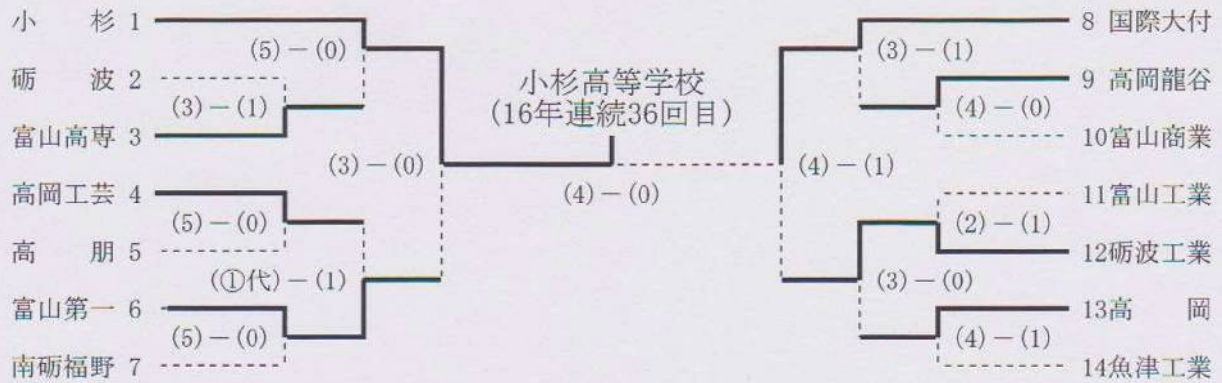 小杉 1
(5)－(0)
砺波 2
(3)－(1)
富山高専 3
(3)－(0)
高岡工芸 4
(5)－(0)
高朋 5
(①代)－(1)
富山第一 6
(5)－(0)
南砺福野 7
小杉高等学校
(16年連続36回目)
(4)－(0)
8 国際大付
(3)－(1)
9 高岡龍谷
(4)－(0)
10富山商業
(4)－(1)
11富山工業
(2)－(1)
12砺波工業
(3)－(0)
13高岡
(4)－(1)
14魚津工業